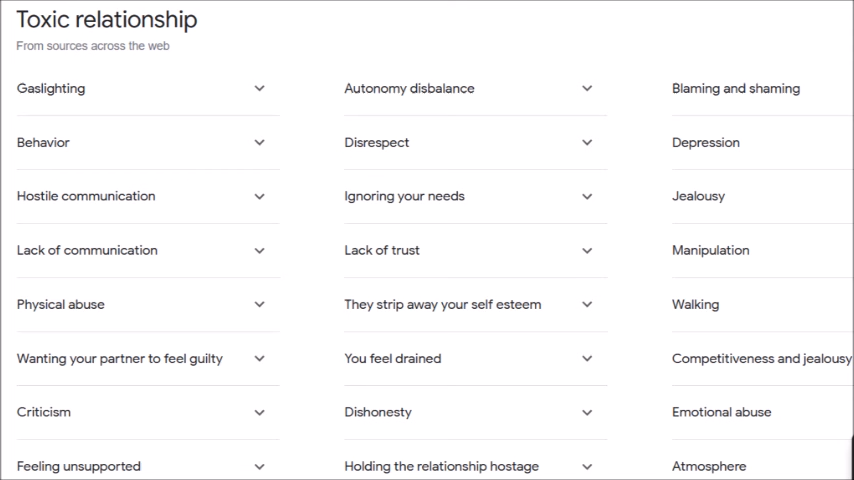 Toxic relationship
From sources across the web
Gaslighting
Autonomy disbalance
Blaming and shaming
Behavior
Disrespect
Depression
Hostile communication
Ignoring your needs
Jealousy
Lack of communication
Lack of trust
Manipulation
Physical abuse
They strip away your self esteem
Walking
Wanting your partner to feel guilty
You feel drained
Competitiveness and jealousy
Criticism
Dishonesty
Emotional abuse
Feeling unsupported
Holding the relationship hostage
Atmosphere